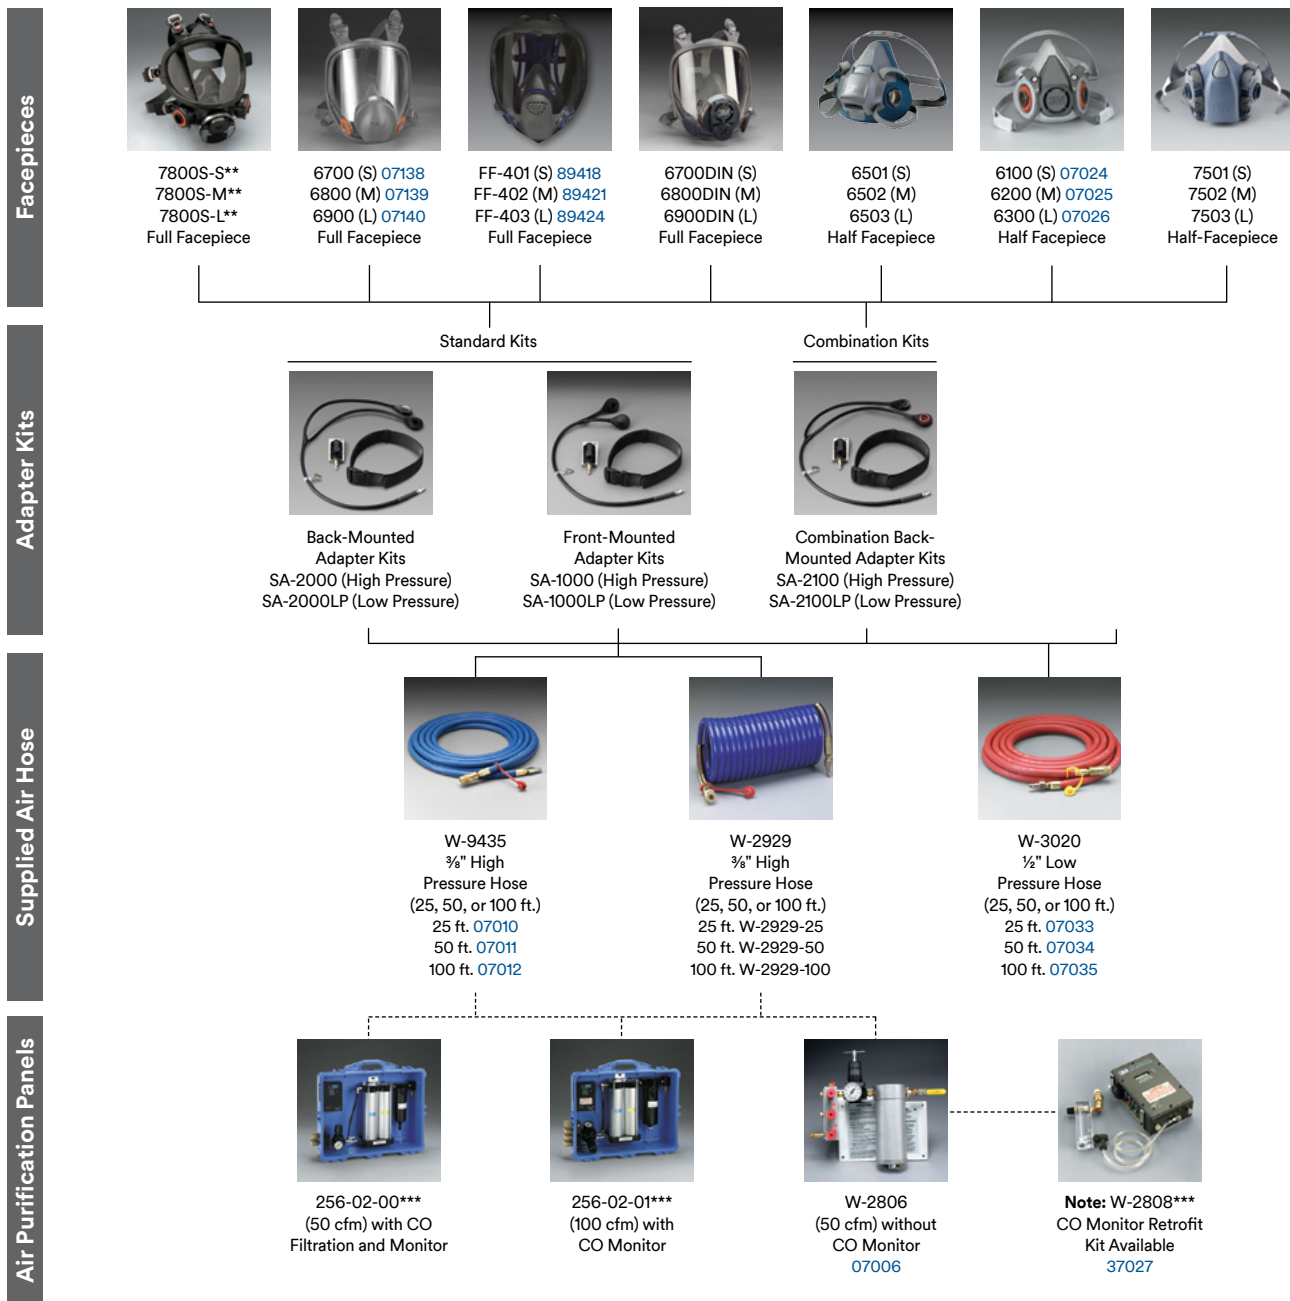 Facepieces
7800S-S**
7800S-M**
7800S-L**
Full Facepiece
6700 (S) 07138
6800 (M) 07139
6900 (L) 07140
Full Facepiece
FF-401 (S) 89418
FF-402 (M) 89421
FF-403 (L) 89424
Full Facepiece
6700DIN (S)
6800DIN (M)
6900DIN (L)
Full Facepiece
6501 (S)
6502 (M)
6503 (L)
Half Facepiece
6100 (S) 07024
6200 (M) 07025
6300 (L) 07026
Half Facepiece
7501 (S)
7502 (M)
7503 (L)
Half-Facepiece
Adapter Kits
Standard Kits
Combination Kits
Back-Mounted
Adapter Kits
SA-2000 (High Pressure)
SA-2000LP (Low Pressure)
Front-Mounted
Adapter Kits
SA-1000 (High Pressure)
SA-1000LP (Low Pressure)
Combination Back-
Mounted Adapter Kits
SA-2100 (High Pressure)
SA-2100LP (Low Pressure)
Supplied Air Hose
W-9435
⅜" High
Pressure Hose
(25, 50, or 100 ft.)
25 ft. 07010
50 ft. 07011
100 ft. 07012
W-2929
⅜" High
Pressure Hose
(25, 50, or 100 ft.)
25 ft. W-2929-25
50 ft. W-2929-50
100 ft. W-2929-100
W-3020
½" Low
Pressure Hose
(25, 50, or 100 ft.)
25 ft. 07033
50 ft. 07034
100 ft. 07035
Air Purification Panels
256-02-00***
(50 cfm) with CO
Filtration and Monitor
256-02-01***
(100 cfm) with
CO Monitor
W-2806
(50 cfm) without
CO Monitor
07006
Note: W-2808***
CO Monitor Retrofit
Kit Available
37027